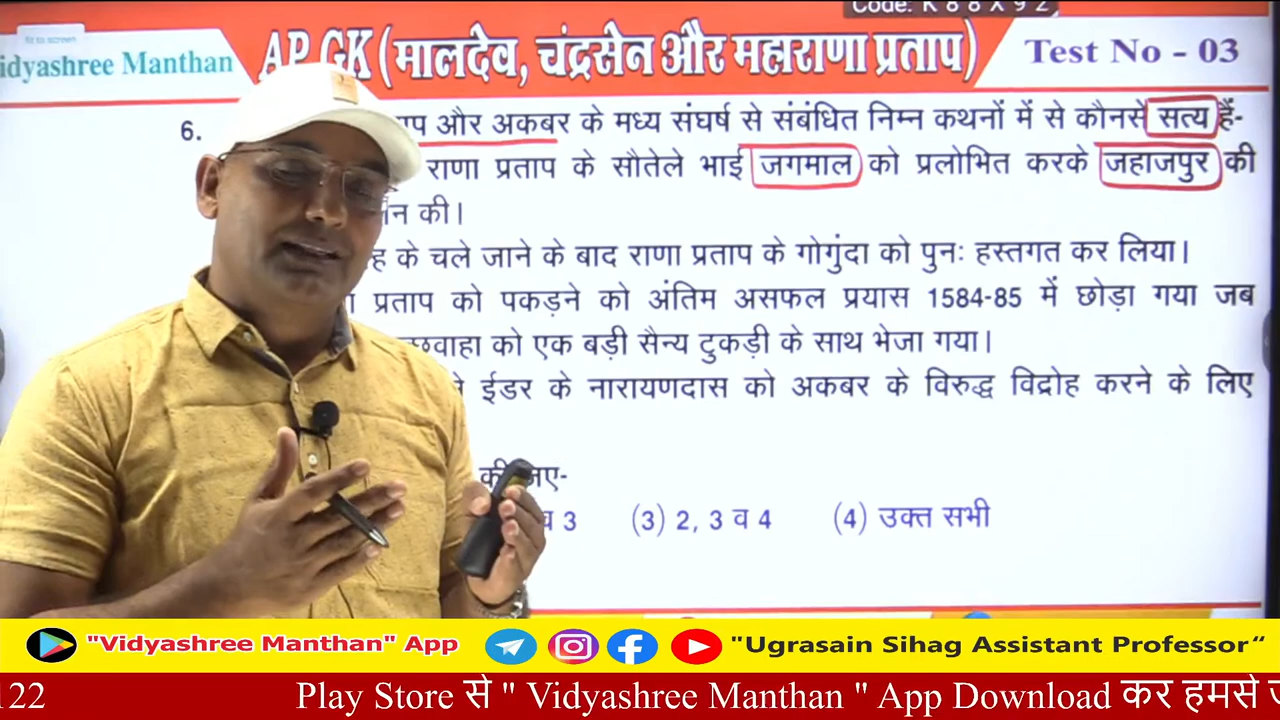 Code: K 8 8 X 9 2
fit to screen
idyashree Manthan
AP GK (मालदेव, चंद्रसेन और महाराणा प्रताप)
Test No - 03
6. ाप और अकबर के मध्य संघर्ष से संबंधित निम्न कथनों में से कौनसे सत्य हैं-
राणा प्रताप के सौतेले भाई जगमाल को प्रलोभित करके जहाजपुर की
की।
ह के चले जाने के बाद राणा प्रताप के गोगुंदा को पुनः हस्तगत कर लिया।
प्रताप को पकड़ने को अंतिम असफल प्रयास 1584-85 में छोड़ा गया जब
छवाहा को एक बड़ी सैन्य टुकड़ी के साथ भेजा गया।
ईडर के नारायणदास को अकबर के विरुद्ध विद्रोह करने के लिए
व 3 (3) 2, 3 व 4 (4) उक्त सभी
"Vidyashree Manthan" App
"Ugrasain Sihag Assistant Professor“
122 Play Store से " Vidyashree Manthan " App Download कर हमसे